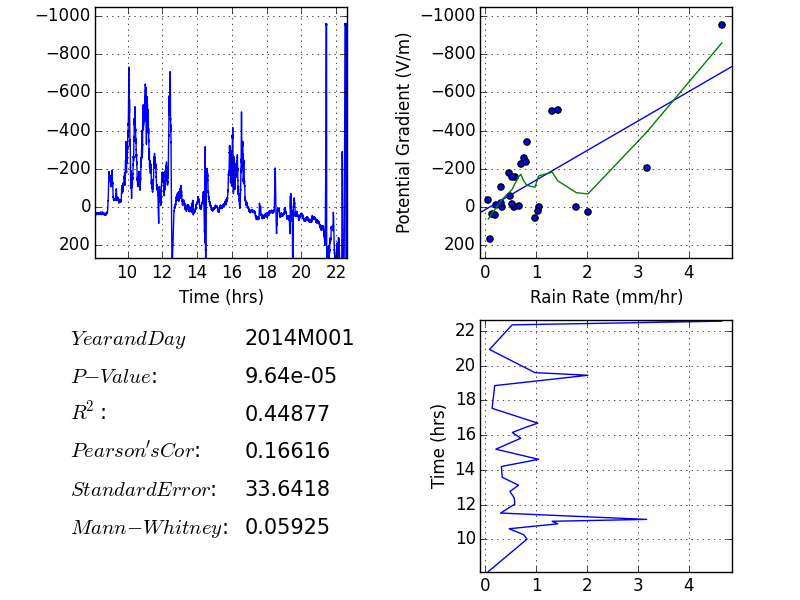 −1000
−800
−600
−400
−200
0
200
10 12 14 16 18 20 22
Time (hrs)
Potential Gradient (V/m)
−1000
−800
−600
−400
−200
0
200
0 1 2 3 4
Rain Rate (mm/hr)
YearandDay 2014M001
P−Value: 9.64e-05
R²: 0.44877
Pearson′sCor: 0.16616
StandardError: 33.6418
Mann−Whitney: 0.05925
Time (hrs)
22
20
18
16
14
12
10
0 1 2 3 4